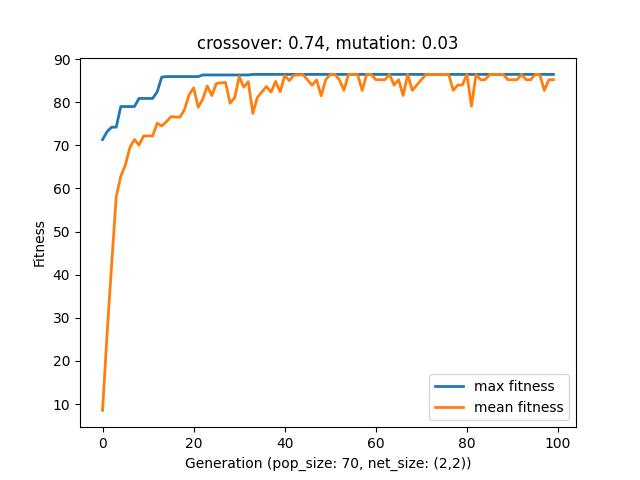 crossover: 0.74, mutation: 0.03
90
80
70
60
50
40
30
20
10
Fitness
max fitness
mean fitness
0 20 40 60 80 100
Generation (pop_size: 70, net_size: (2,2))